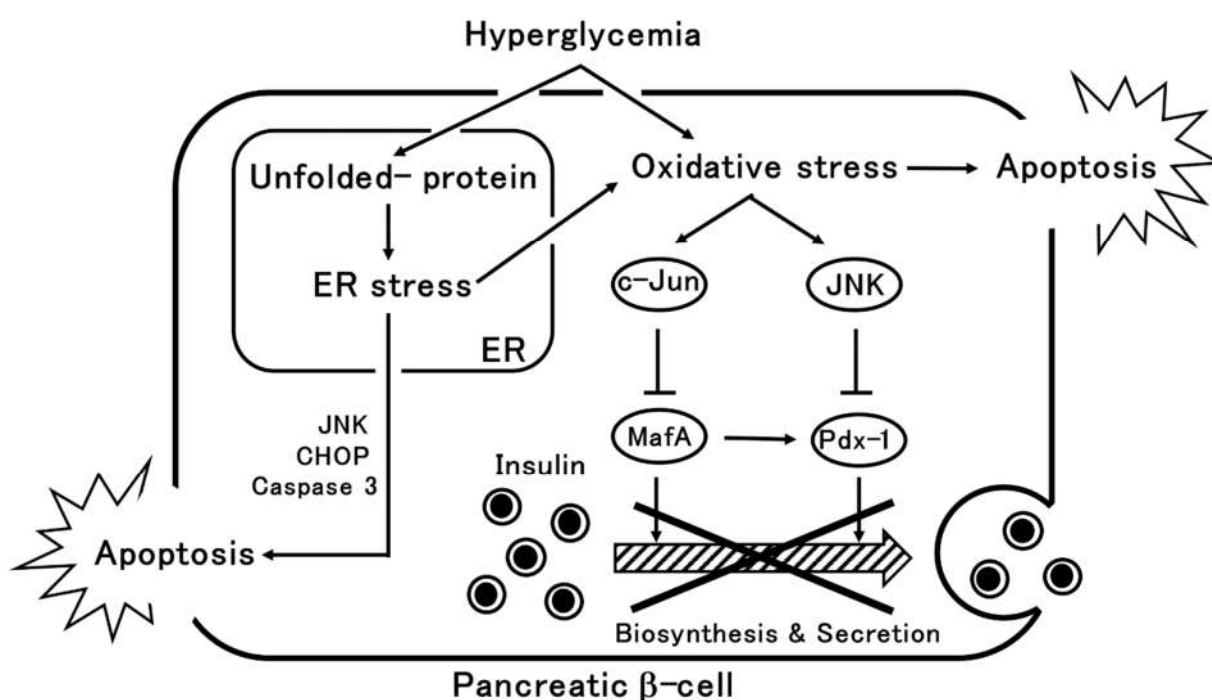 Hyperglycemia
Unfolded- protein
Oxidative stress
Apoptosis
ER stress
c-Jun
JNK
ER
JNK
CHOP
Caspase 3
MafA
Pdx-1
Insulin
Apoptosis
Biosynthesis & Secretion
Pancreatic β-cell